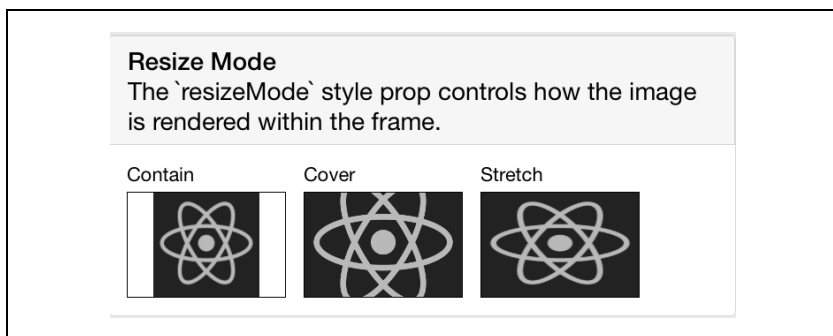 Resize Mode
The `resizeMode` style prop controls how the image
is rendered within the frame.
Contain
Cover
Stretch